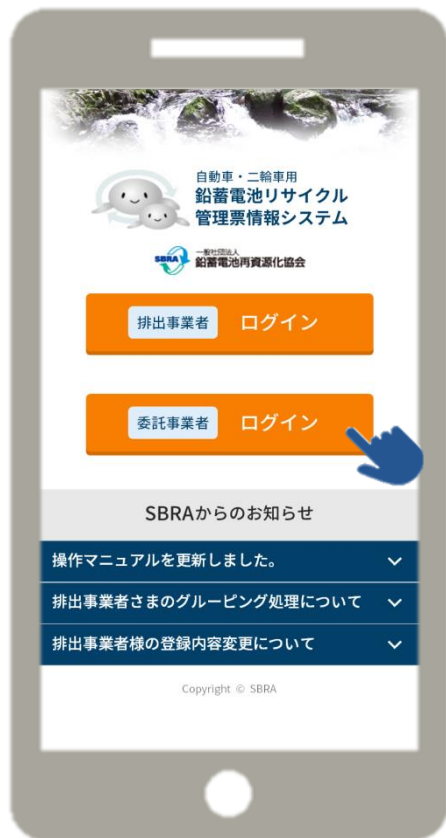 自動車・二輪車用
鉛蓄電池リサイクル
管理票情報システム
SBRA
一般社団法人
鉛蓄電池再資源化協会
排出事業者 ログイン
委託事業者 ログイン
SBRAからのお知らせ
操作マニュアルを更新しました。
排出事業者さまのグルーピング処理について
排出事業者様の登録内容変更について
Copyright © SBRA